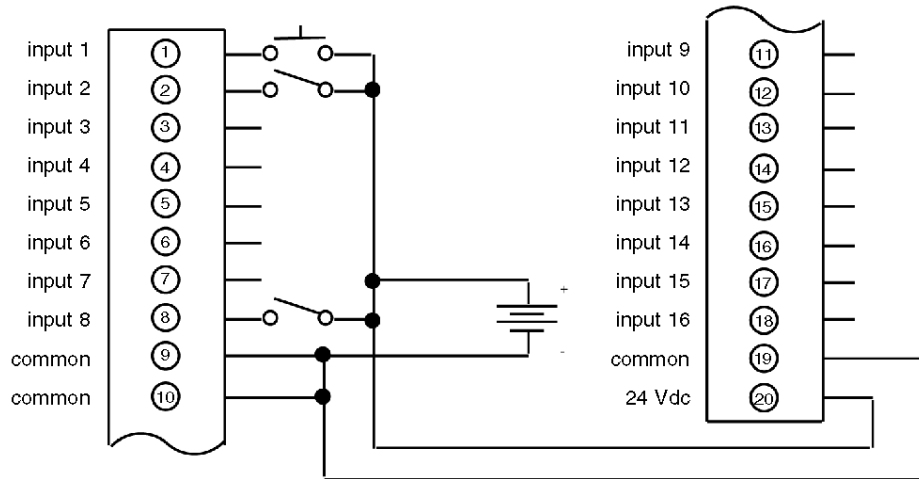 input 1 1
input 2 2
input 3 3
input 4 4
input 5 5
input 6 6
input 7 7
input 8 8
common 9
common 10
+
-
input 9 11
input 10 12
input 11 13
input 12 14
input 13 15
input 14 16
input 15 17
input 16 18
common 19
24 Vdc 20